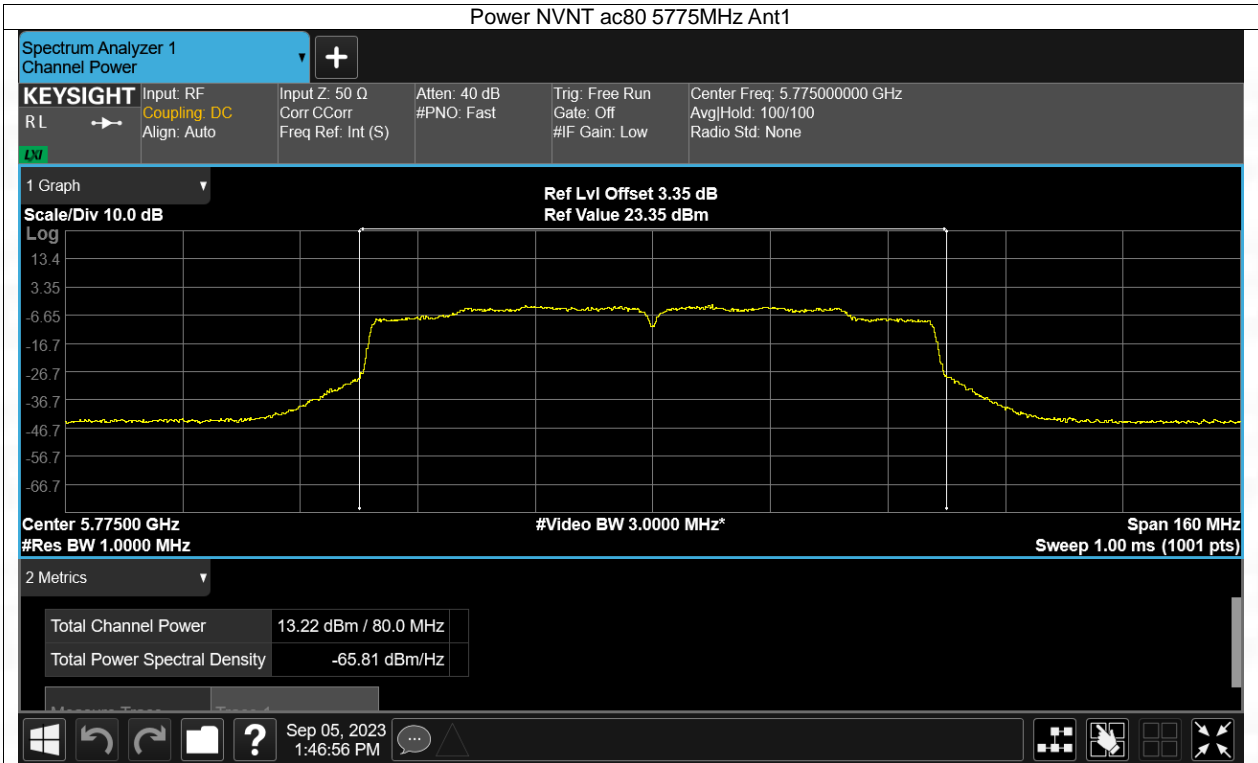 Power NVNT ac80 5775MHz Ant1
Spectrum Analyzer 1
Channel Power
KEYSIGHT
RL
LXI
Input: RF
Coupling: DC
Align: Auto
Input Z: 50 Ω
Corr CCorr
Freq Ref: Int (S)
Atten: 40 dB
#PNO: Fast
Trig: Free Run
Gate: Off
#IF Gain: Low
Center Freq: 5.775000000 GHz
Avg|Hold: 100/100
Radio Std: None
1 Graph
Scale/Div 10.0 dB
Ref Lvl Offset 3.35 dB
Ref Value 23.35 dBm
Log
13.4
3.35
-6.65
-16.7
-26.7
-36.7
-46.7
-56.7
-66.7
Center 5.77500 GHz
#Video BW 3.0000 MHz*
Span 160 MHz
#Res BW 1.0000 MHz
Sweep 1.00 ms (1001 pts)
2 Metrics
Total Channel Power 13.22 dBm / 80.0 MHz
Total Power Spectral Density -65.81 dBm/Hz
?
Sep 05, 2023
1:46:56 PM